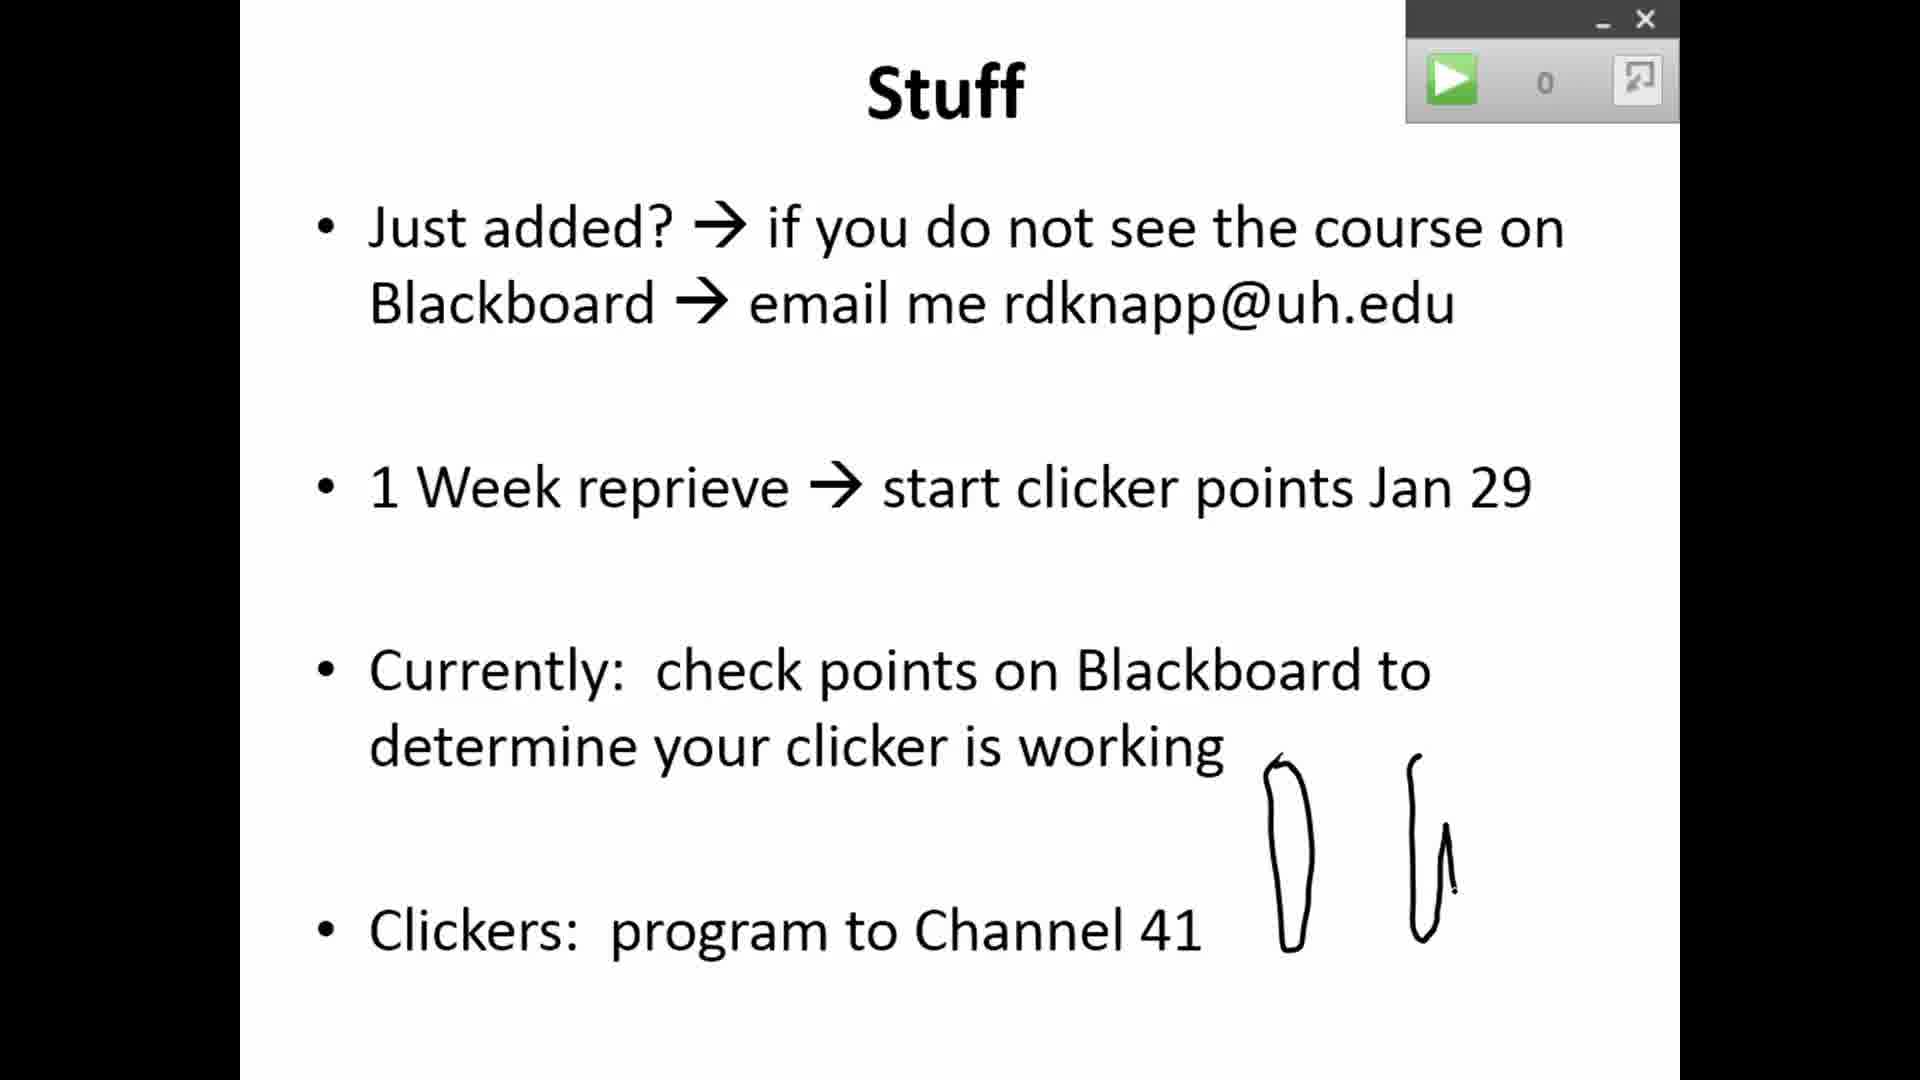 Stuff
0
• Just added? → if you do not see the course on
Blackboard → email me rdknapp@uh.edu
• 1 Week reprieve → start clicker points Jan 29
• Currently:  check points on Blackboard to
determine your clicker is working
• Clickers:  program to Channel 41